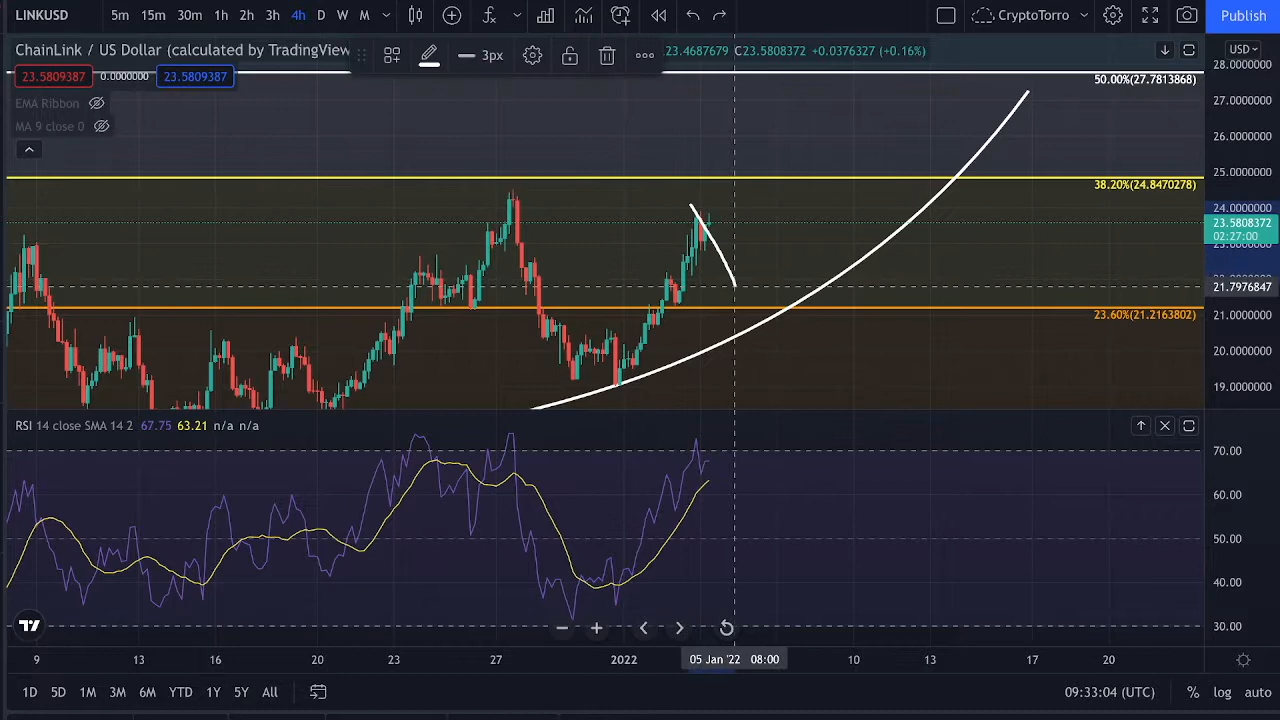 LINKUSD 5m 15m 30m 1h 2h 3h 4h D W M CryptoTorro Publish
ChainLink / US Dollar (calculated by TradingView 3px 23.4687679 C23.5808372 +0.0376327 (+0.16%) USD
23.5809387 0.0000000 23.5809387
EMA Ribbon
MA 9 close 0
50.00%(27.7813868)
38.20%(24.8470278)
23.60%(21.2163802)
28.0000000
27.0000000
26.0000000
25.0000000
24.0000000
23.5808372
02:27:00
23.0000000
21.7976847
21.0000000
20.0000000
19.0000000
RSI 14 close SMA 14 2 67.75 63.21 n/a n/a
70.00
60.00
50.00
40.00
30.00
9 13 16 20 23 27 2022 05 Jan '22 08:00 10 13 17 20
1D 5D 1M 3M 6M YTD 1Y 5Y All 09:33:04 (UTC) % log auto